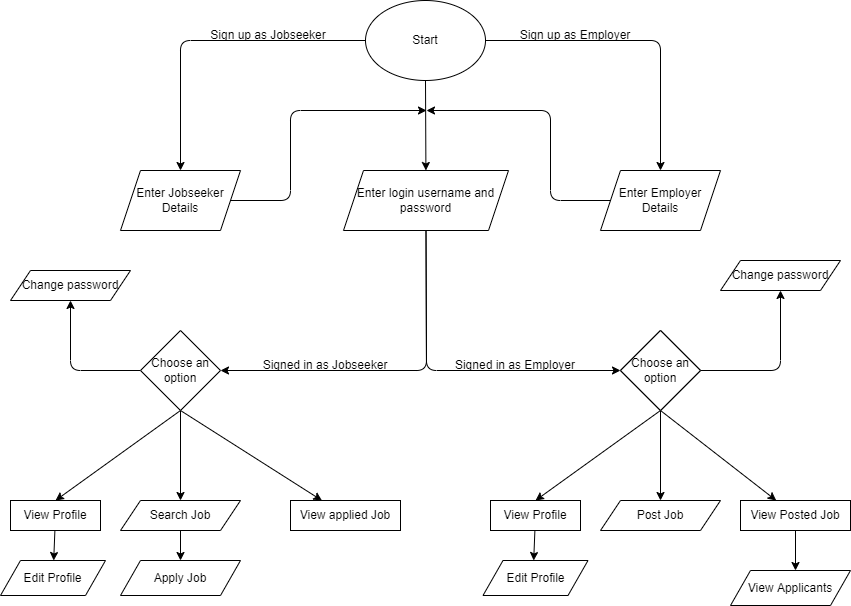 Sign up as Jobseeker
Start
Sign up as Employer
Enter Jobseeker
Details
Enter login username and
password
Enter Employer
Details
Change password
Change password
Choose an
option
Signed in as Jobseeker
Signed in as Employer
Choose an
option
View Profile
Search Job
View applied Job
View Profile
Post Job
View Posted Job
Edit Profile
Apply Job
Edit Profile
View Applicants